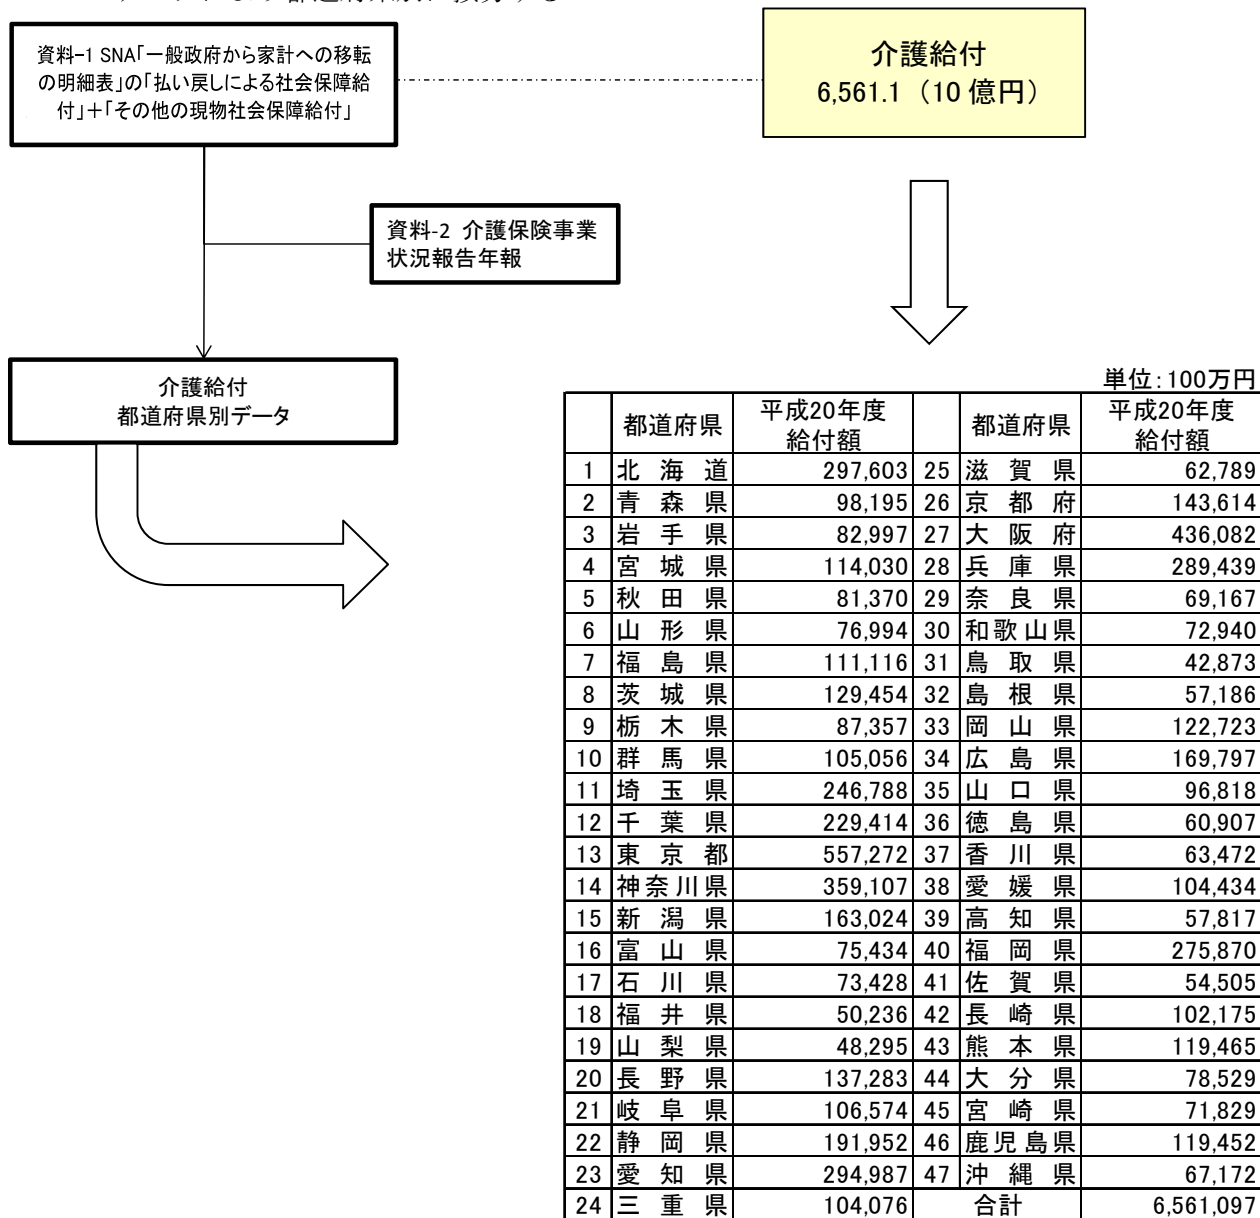 資料-1 SNA「一般政府から家計への移転
の明細表」の「払い戻しによる社会保障給
付」＋「その他の現物社会保障給付」
介護給付
6,561.1（10 億円）
資料-2 介護保険事業
状況報告年報
介護給付
都道府県別データ
単位：100万円
都道府県 平成20年度給付額 都道府県 平成20年度給付額
1 北海道 297,603 25 滋賀県 62,789
2 青森県 98,195 26 京都府 143,614
3 岩手県 82,997 27 大阪府 436,082
4 宮城県 114,030 28 兵庫県 289,439
5 秋田県 81,370 29 奈良県 69,167
6 山形県 76,994 30 和歌山県 72,940
7 福島県 111,116 31 鳥取県 42,873
8 茨城県 129,454 32 島根県 57,186
9 栃木県 87,357 33 岡山県 122,723
10 群馬県 105,056 34 広島県 169,797
11 埼玉県 246,788 35 山口県 96,818
12 千葉県 229,414 36 徳島県 60,907
13 東京都 557,272 37 香川県 63,472
14 神奈川県 359,107 38 愛媛県 104,434
15 新潟県 163,024 39 高知県 57,817
16 富山県 75,434 40 福岡県 275,870
17 石川県 73,428 41 佐賀県 54,505
18 福井県 50,236 42 長崎県 102,175
19 山梨県 48,295 43 熊本県 119,465
20 長野県 137,283 44 大分県 78,529
21 岐阜県 106,574 45 宮崎県 71,829
22 静岡県 191,952 46 鹿児島県 119,452
23 愛知県 294,987 47 沖縄県 67,172
24 三重県 104,076 合計 6,561,097